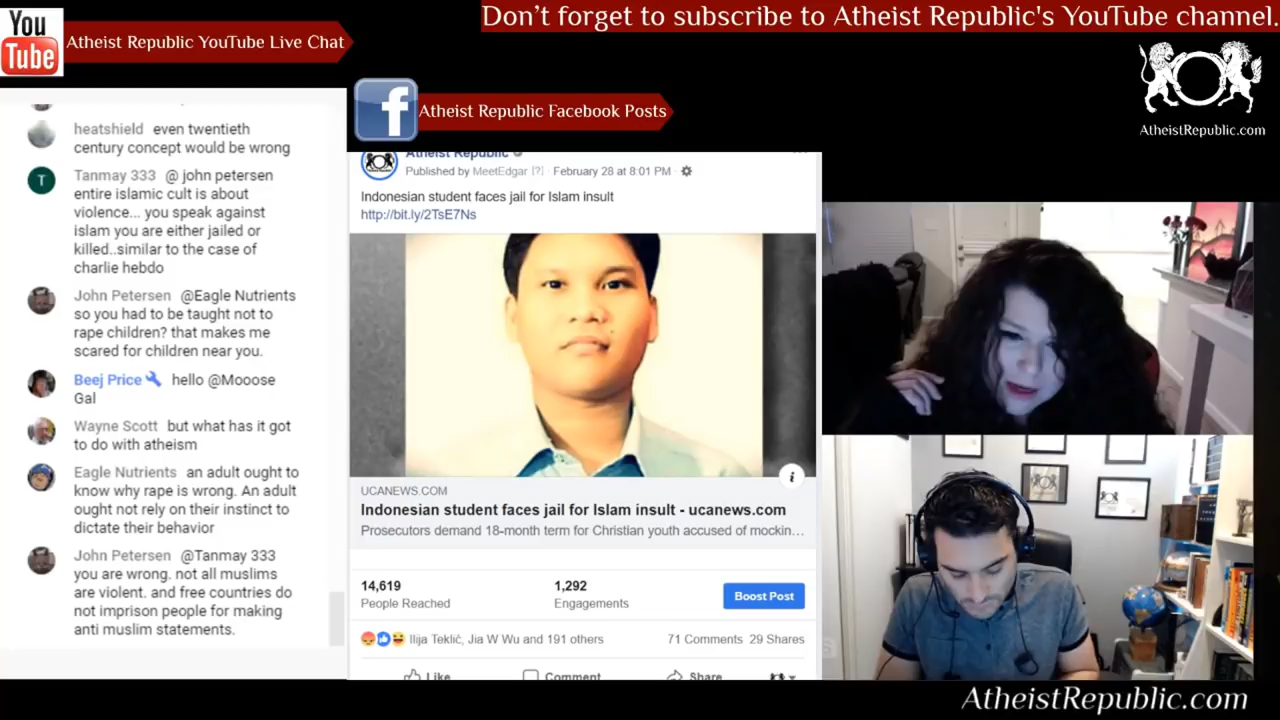 Don't forget to subscribe to Atheist Republic's YouTube channel.
You
Tube
Atheist Republic YouTube Live Chat
AtheistRepublic.com
f
Atheist Republic Facebook Posts
heatshield even twentieth
century concept would be wrong
T
Tanmay 333 @ john petersen
entire islamic cult is about
violence... you speak against
islam you are either jailed or
killed..similar to the case of
charlie hebdo
John Petersen @Eagle Nutrients
so you had to be taught not to
rape children? that makes me
scared for children near you.
Beej Price hello @Mooose
Gal
Wayne Scott but what has it got
to do with atheism
Eagle Nutrients an adult ought to
know why rape is wrong. An adult
ought not rely on their instinct to
dictate their behavior
John Petersen @Tanmay 333
you are wrong. not all muslims
are violent. and free countries do
not imprison people for making
anti muslim statements.
Atheist Republic
Published by MeetEdgar [?] · February 28 at 8:01 PM ·
Indonesian student faces jail for Islam insult
http://bit.ly/2TsE7Ns
i
UCANEWS.COM
Indonesian student faces jail for Islam insult - ucanews.com
Prosecutors demand 18-month term for Christian youth accused of mockin...
14,619
People Reached
1,292
Engagements
Boost Post
Ilija Teklić, Jia W Wu and 191 others
71 Comments 29 Shares
Like
Comment
Share
AtheistRepublic.com